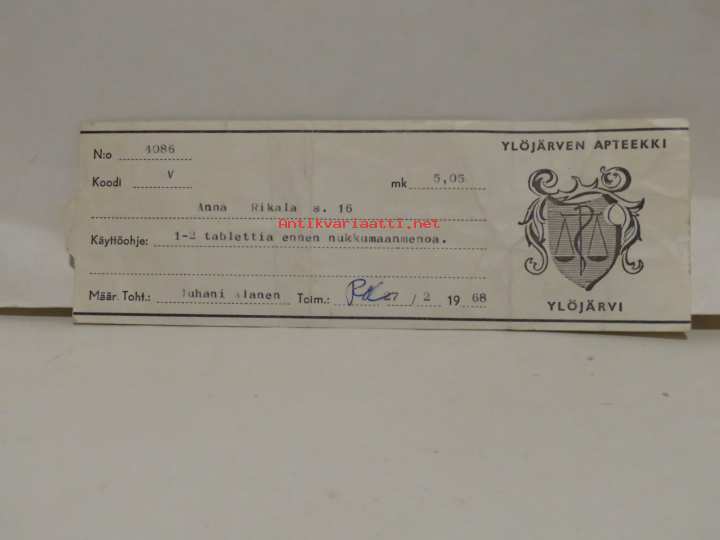 YLÖJÄRVEN APTEEKKI
N:o 4086
Koodi V mk 5,05
Anna Rikala s. 16
Antikvariaatti.net
Käyttöohje: 1-2 tablettia ennen nukkumaanmenoa.
Määr. Toht.: Juhani Alanen Toim.: / 2 19 68
YLÖJÄRVI